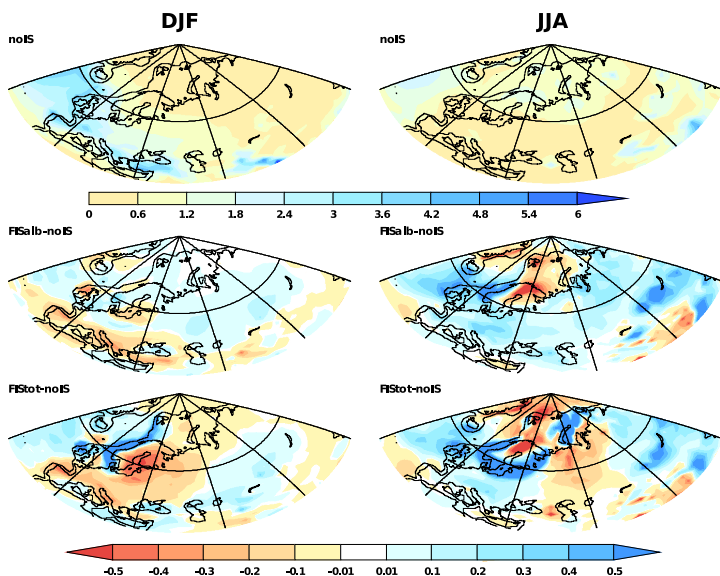 DJF JJA
noIS noIS
0 0.6 1.2 1.8 2.4 3 3.6 4.2 4.8 5.4 6
FISalb-noIS FISalb-noIS
FIStot-noIS FIStot-noIS
−0.5 −0.4 −0.3 −0.2 −0.1 −0.01 0.01 0.1 0.2 0.3 0.4 0.5